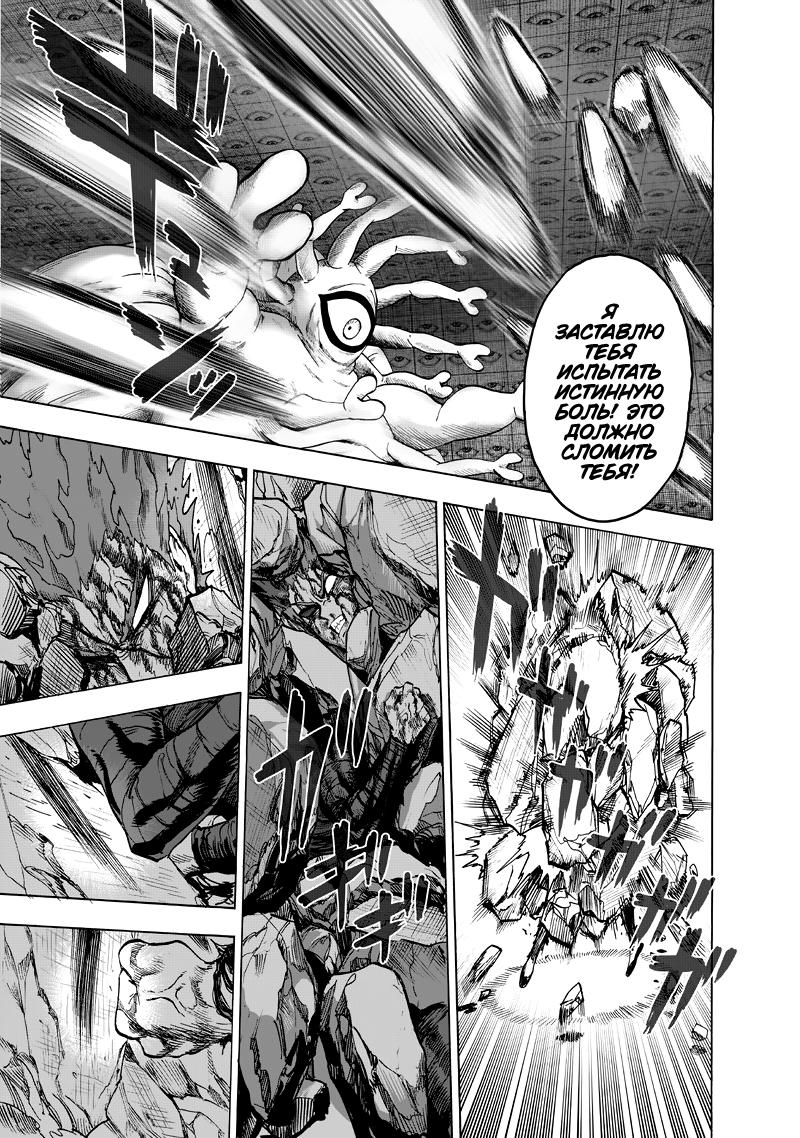 ギュッ
Я
ЗАСТАВЛЮ
ТЕБЯ
ИСПЫТАТЬ
ИСТИННУЮ
БОЛЬ! ЭТО
ДОЛЖНО
СЛОМИТЬ
ТЕБЯ!
ガガガガガ
ガガ
ギギ